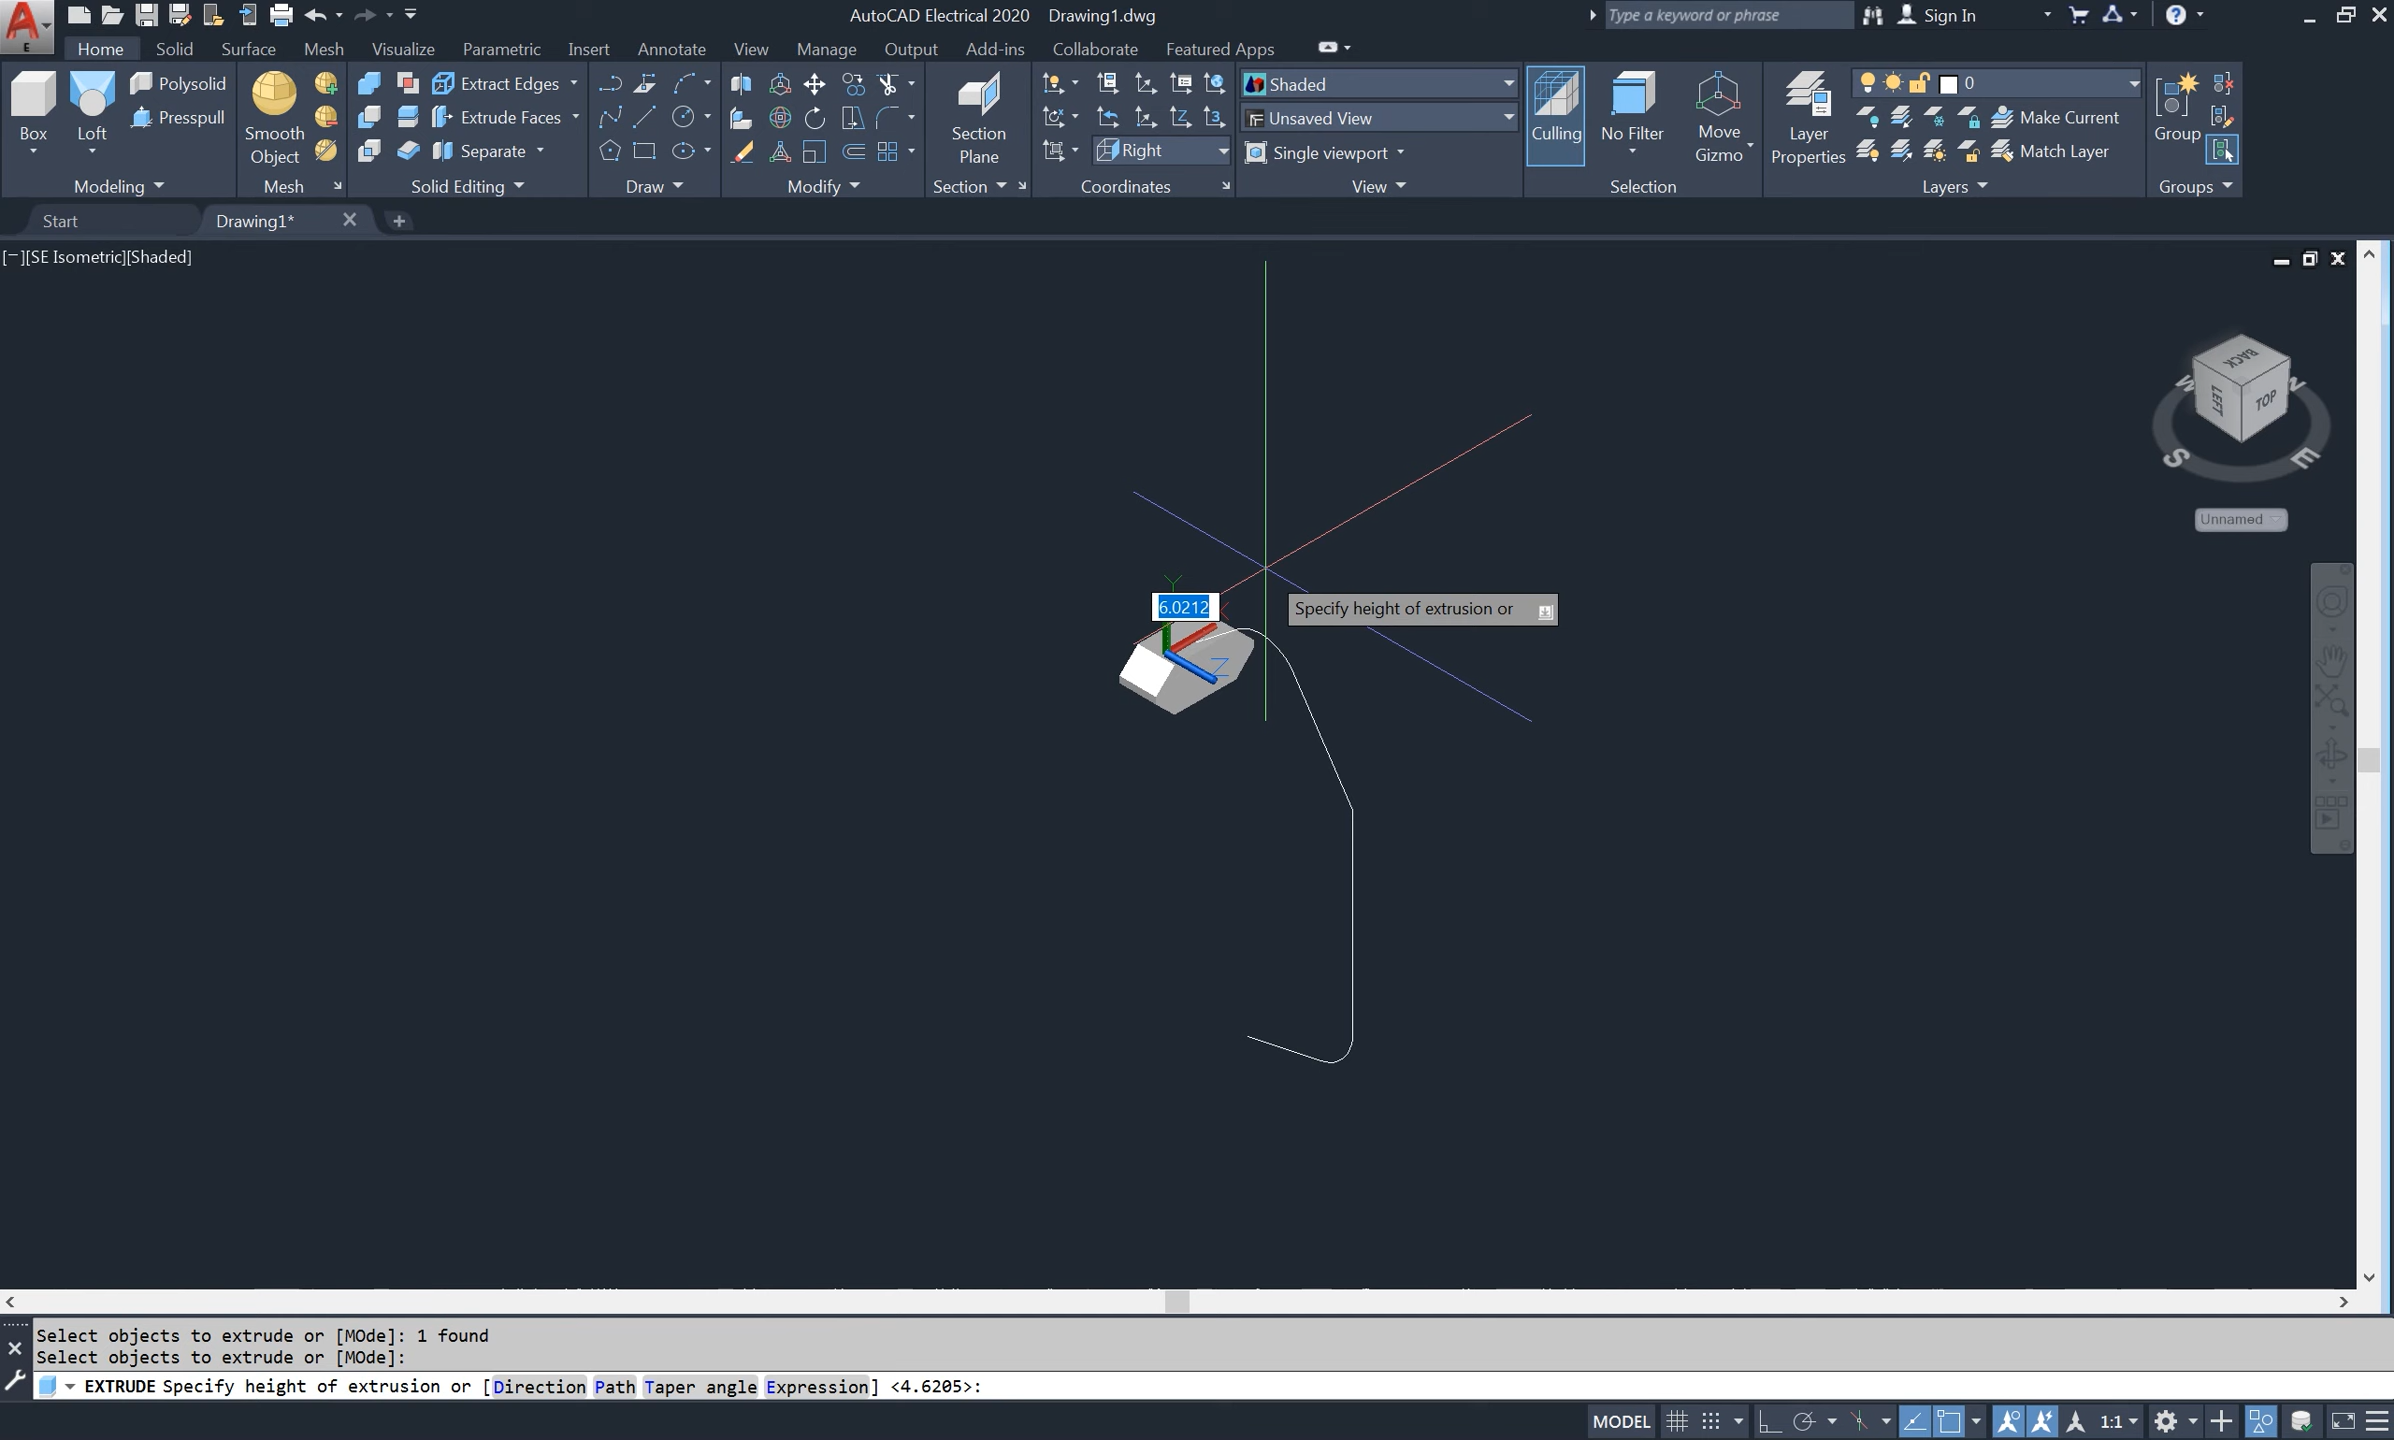 AutoCAD Electrical 2020 Drawing1.dwg
Type a keyword or phrase
Sign In
E
Home Solid Surface Mesh Visualize Parametric Insert Annotate View Manage Output Add-ins Collaborate Featured Apps
Box
Loft
Polysolid
Presspull
Modeling
Smooth
Object
Mesh
Extract Edges
Extrude Faces
Separate
Solid Editing
Draw
Modify
Section
Plane
Section
Right
Coordinates
Shaded
Unsaved View
Single viewport
View
Culling
No Filter
Move
Gizmo
Selection
Layer
Properties
0
Make Current
Match Layer
Layers
Group
Groups
Start
Drawing1*
[−][SE Isometric][Shaded]
BACK
LEFT
TOP
W
N
S
E
Unnamed
Y
6.0212
X
Z
Specify height of extrusion or
Select objects to extrude or [MOde]: 1 found
Select objects to extrude or [MOde]:
EXTRUDE Specify height of extrusion or [Direction Path Taper angle Expression] <4.6205>:
MODEL
1:1